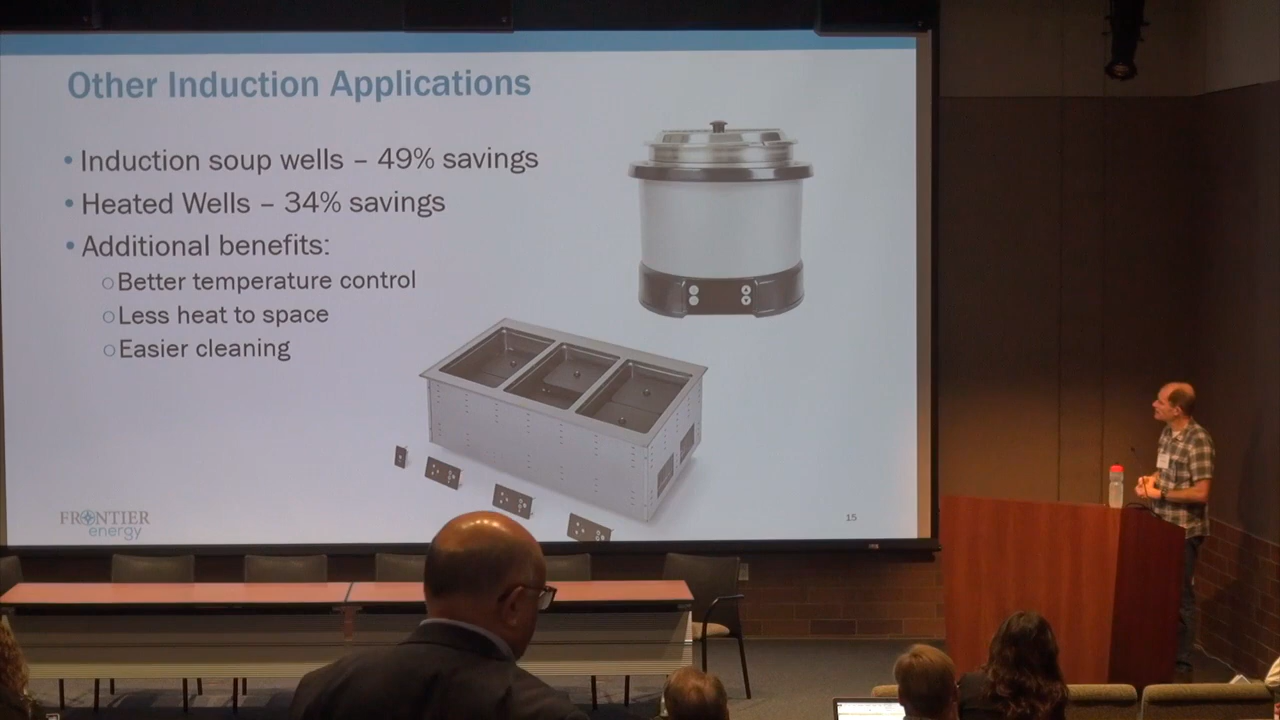 Other Induction Applications
• Induction soup wells – 49% savings
• Heated Wells – 34% savings
• Additional benefits:
○ Better temperature control
○ Less heat to space
○ Easier cleaning
FRONTIER
energy
15